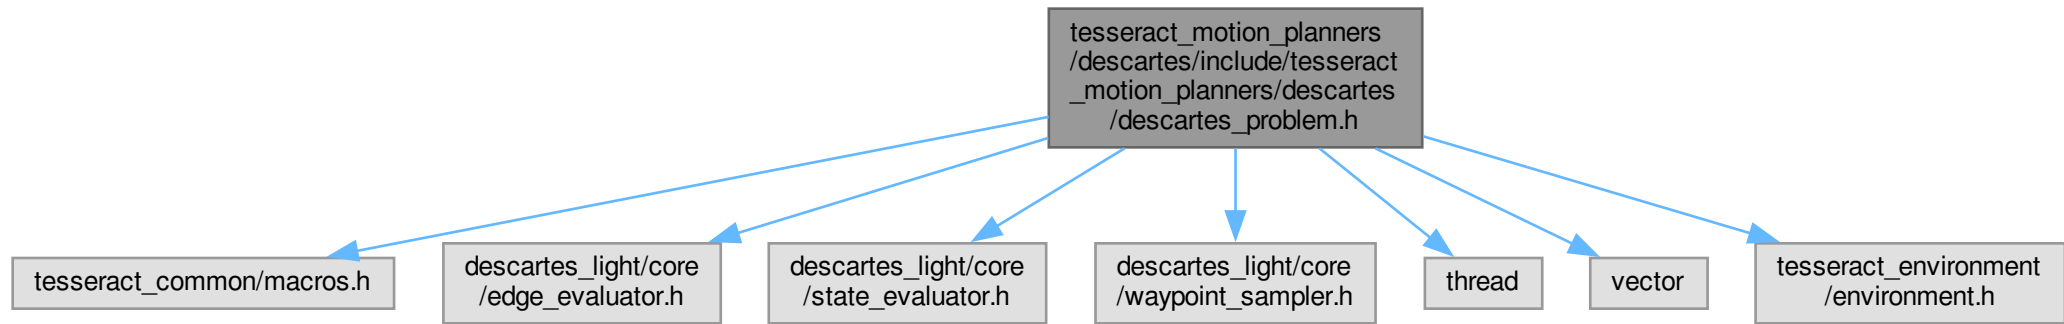 tesseract_motion_planners
/descartes/include/tesseract
_motion_planners/descartes
/descartes_problem.h
tesseract_common/macros.h
descartes_light/core
/edge_evaluator.h
descartes_light/core
/state_evaluator.h
descartes_light/core
/waypoint_sampler.h
thread
vector
tesseract_environment
/environment.h